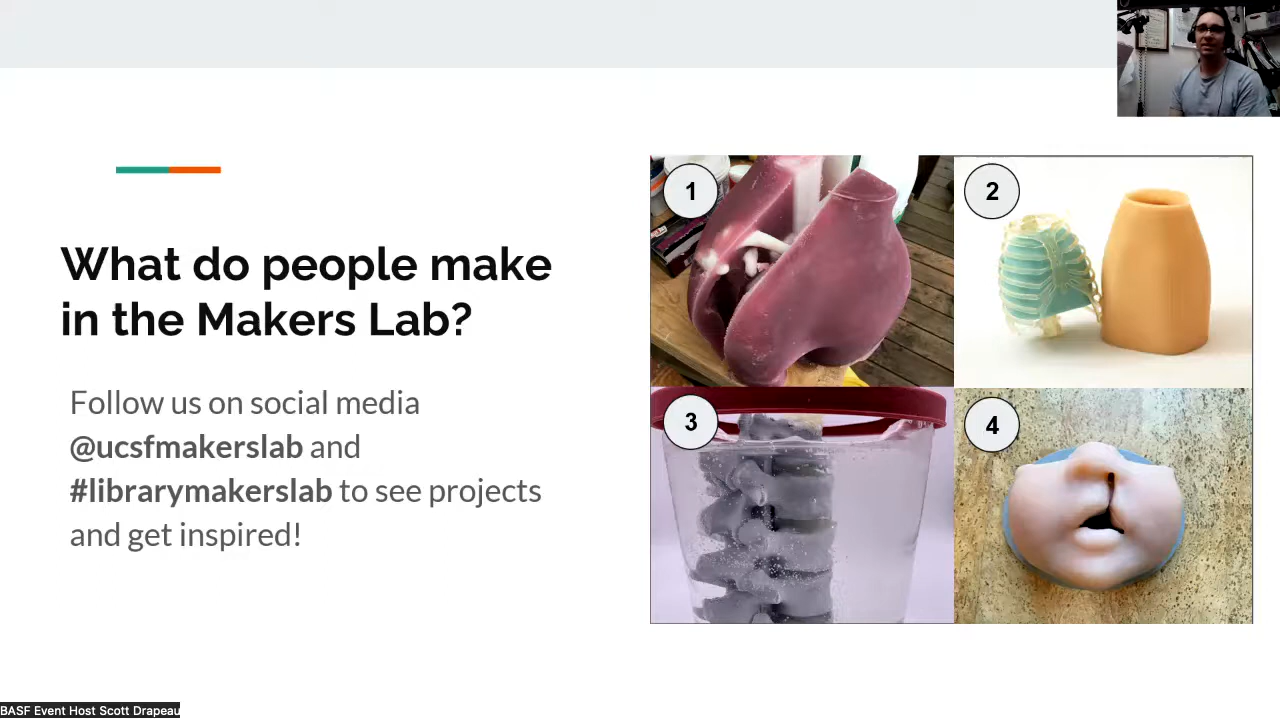 What do people make
in the Makers Lab?
Follow us on social media
@ucsfmakerslab and
#librarymakerslab to see projects
and get inspired!
1
2
3
4
BASF Event Host Scott Drapeau